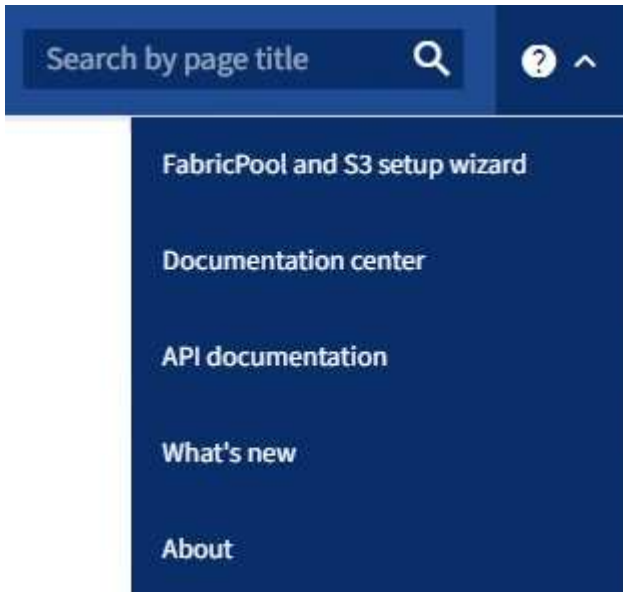 Search by page title
?
FabricPool and S3 setup wizard
Documentation center
API documentation
What's new
About